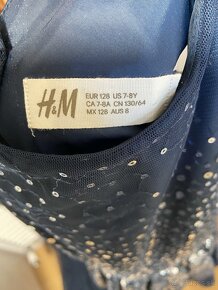 H&M
EUR 128 US 7-8Y
CA 7-8A CN 130/64
MX 128 AUS 8